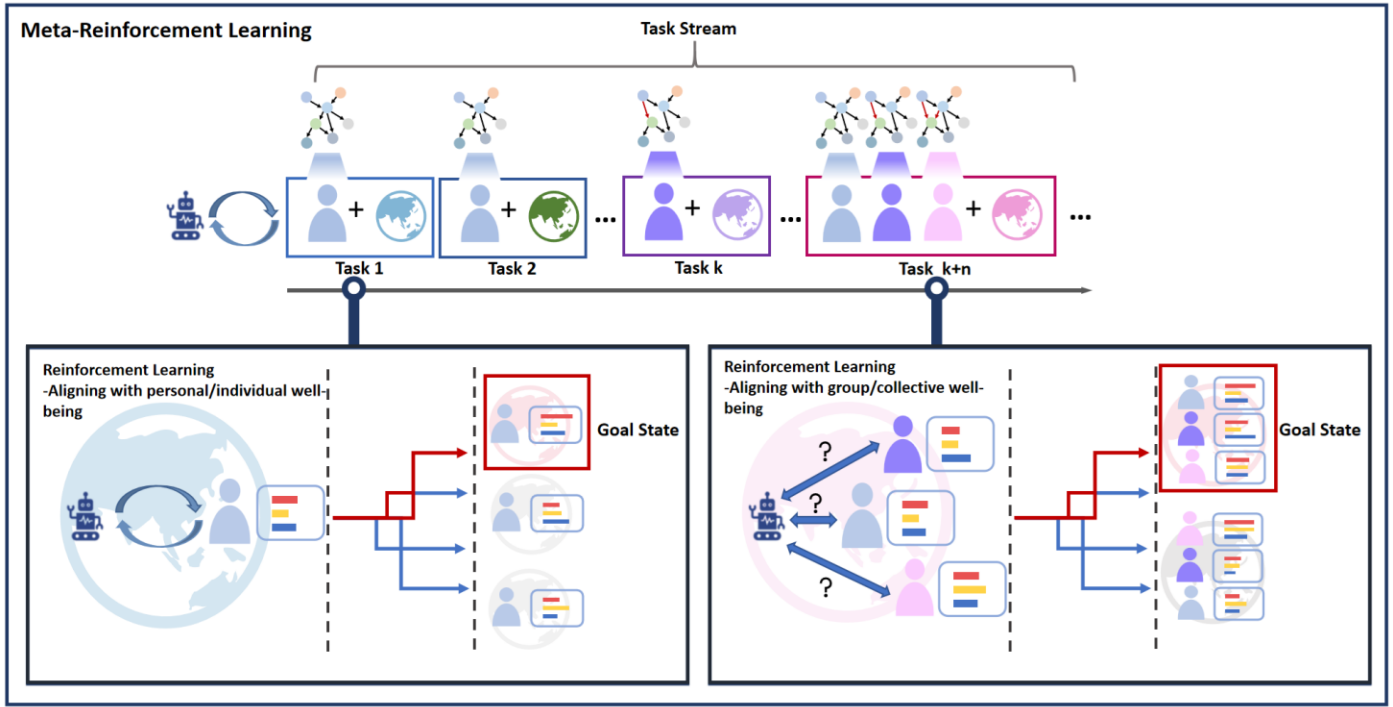 Meta-Reinforcement Learning
Task Stream
+
+
...
+
...
+
...
Task 1
Task 2
Task k
Task k+n
Reinforcement Learning
-Aligning with personal/individual well-
being
Goal State
Reinforcement Learning
-Aligning with group/collective well-
being
?
?
?
Goal State